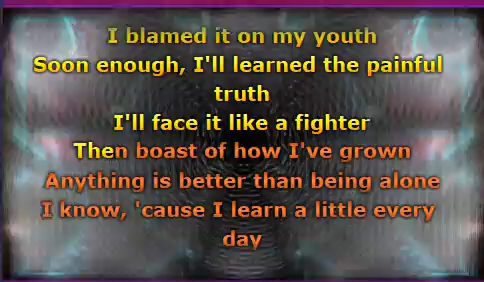 I blamed it on my youth
Soon enough, I'll learned the painful
truth
I'll face it like a fighter
Then boast of how I've grown
Anything is better than being alone
I know, 'cause I learn a little every
day